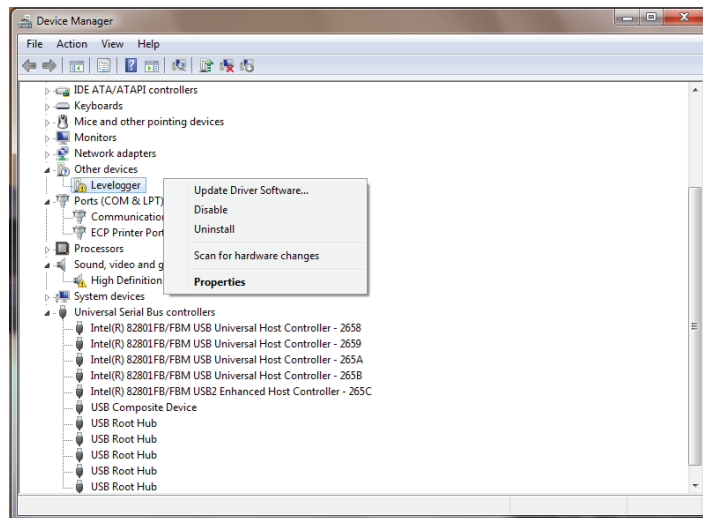 Device Manager
File Action View Help
IDE ATA/ATAPI controllers
Keyboards
Mice and other pointing devices
Monitors
Network adapters
Other devices
Levelogger
Ports (COM & LPT)
Communication
ECP Printer Port
Processors
Sound, video and g
High Definition
System devices
Universal Serial Bus controllers
Intel(R) 82801FB/FBM USB Universal Host Controller - 2658
Intel(R) 82801FB/FBM USB Universal Host Controller - 2659
Intel(R) 82801FB/FBM USB Universal Host Controller - 265A
Intel(R) 82801FB/FBM USB Universal Host Controller - 265B
Intel(R) 82801FB/FBM USB2 Enhanced Host Controller - 265C
USB Composite Device
USB Root Hub
USB Root Hub
USB Root Hub
USB Root Hub
USB Root Hub
Update Driver Software...
Disable
Uninstall
Scan for hardware changes
Properties